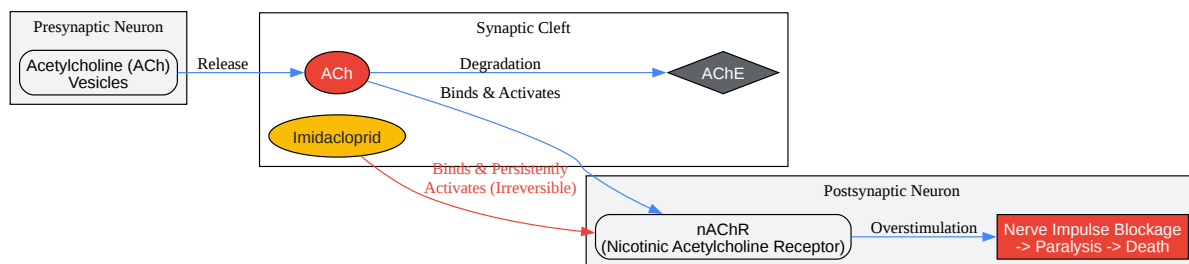 Presynaptic Neuron
Acetylcholine (ACh)
Vesicles
Release
Synaptic Cleft
ACh
Degradation
AChE
Binds & Activates
Imidacloprid
Binds & Persistently
Activates (Irreversible)
Postsynaptic Neuron
nAChR
(Nicotinic Acetylcholine Receptor)
Overstimulation
Nerve Impulse Blockage
-> Paralysis -> Death